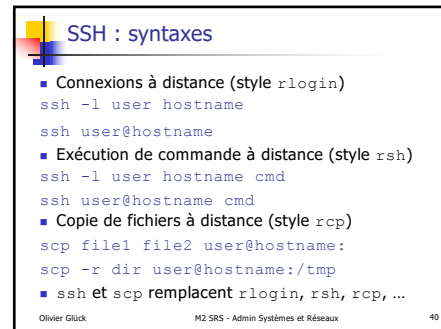 SSH : syntaxes
Connexions à distance (style rlogin)
ssh -l user hostname
ssh user@hostname
Exécution de commande à distance (style rsh)
ssh -l user hostname cmd
ssh user@hostname cmd
Copie de fichiers à distance (style rcp)
scp file1 file2 user@hostname:
scp -r dir user@hostname:/tmp
ssh et scp remplacent rlogin, rsh, rcp, …
Olivier Glück M2 SRS - Admin Systèmes et Réseaux 40